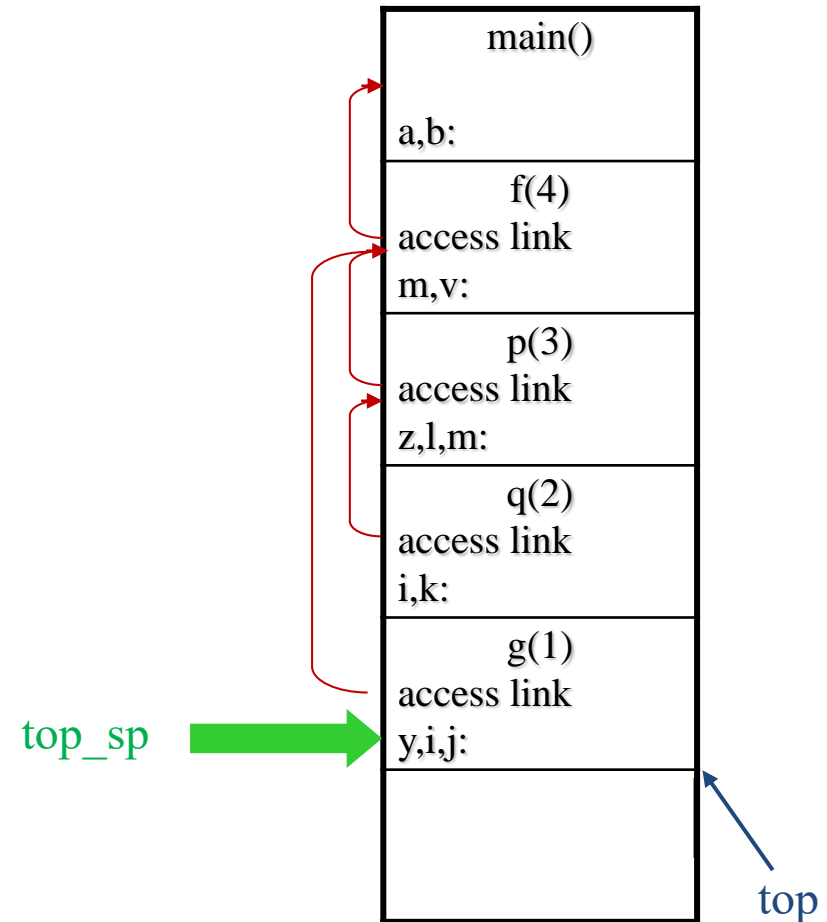 main()
a,b:
f(4)
access link
m,v:
p(3)
access link
z,l,m:
q(2)
access link
i,k:
g(1)
access link
top_sp
y,i,j:
top